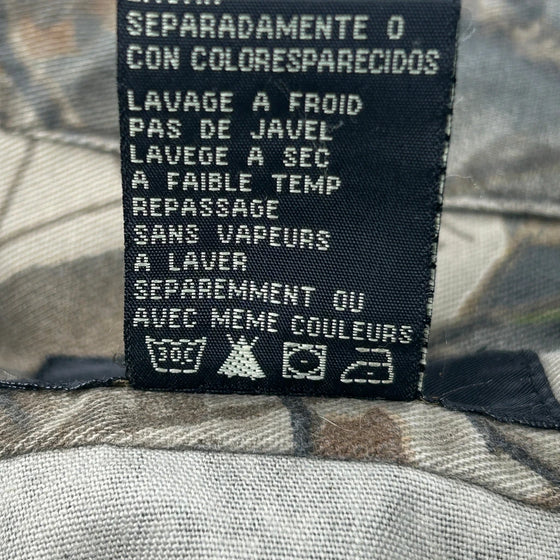 SEPARADAMENTE O
CON COLORESPARECIDOS
LAVAGE A FROID
PAS DE JAVEL
LAVEGE A SEC
A FAIBLE TEMP
REPASSAGE
SANS VAPEURS
A LAVER
SEPAREMMENT OU
AVEC MEME COULEURS
30C